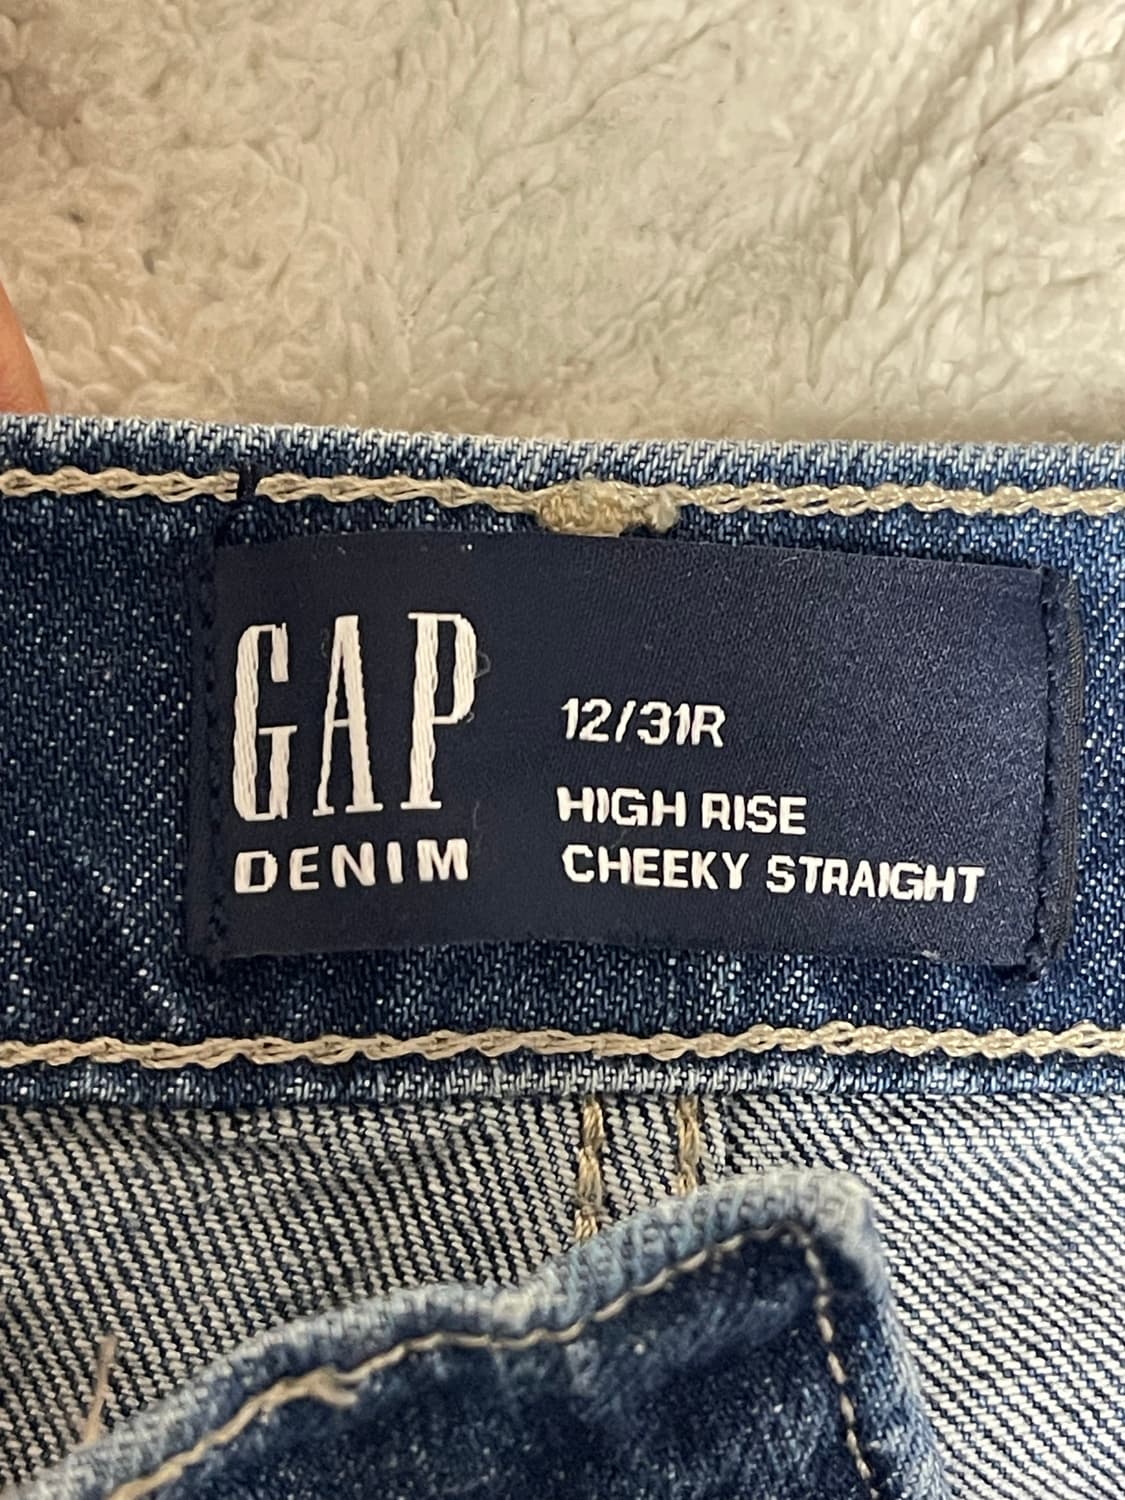 GAP
DENIM
12/31R
HIGH RISE
CHEEKY STRAIGHT